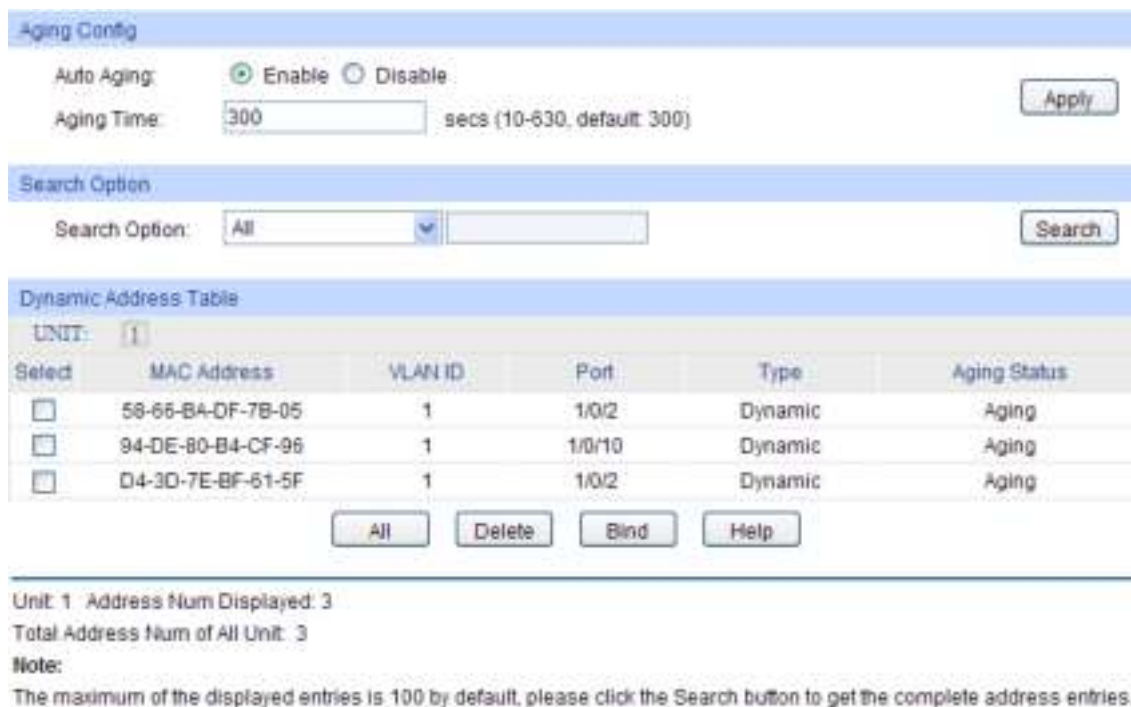 Aging Config
Auto Aging: Enable Disable
Apply
Aging Time: 300 secs (10-630, default: 300)
Search Option
Search Option: All Search
Dynamic Address Table
UNIT: 1
Select MAC Address VLAN ID Port Type Aging Status
58-66-BA-DF-7B-05 1 1/0/2 Dynamic Aging
94-DE-80-B4-CF-96 1 1/0/10 Dynamic Aging
D4-3D-7E-BF-61-5F 1 1/0/2 Dynamic Aging
All Delete Bind Help
Unit: 1 Address Num Displayed: 3
Total Address Num of All Unit: 3
Note:
The maximum of the displayed entries is 100 by default, please click the Search button to get the complete address entries.